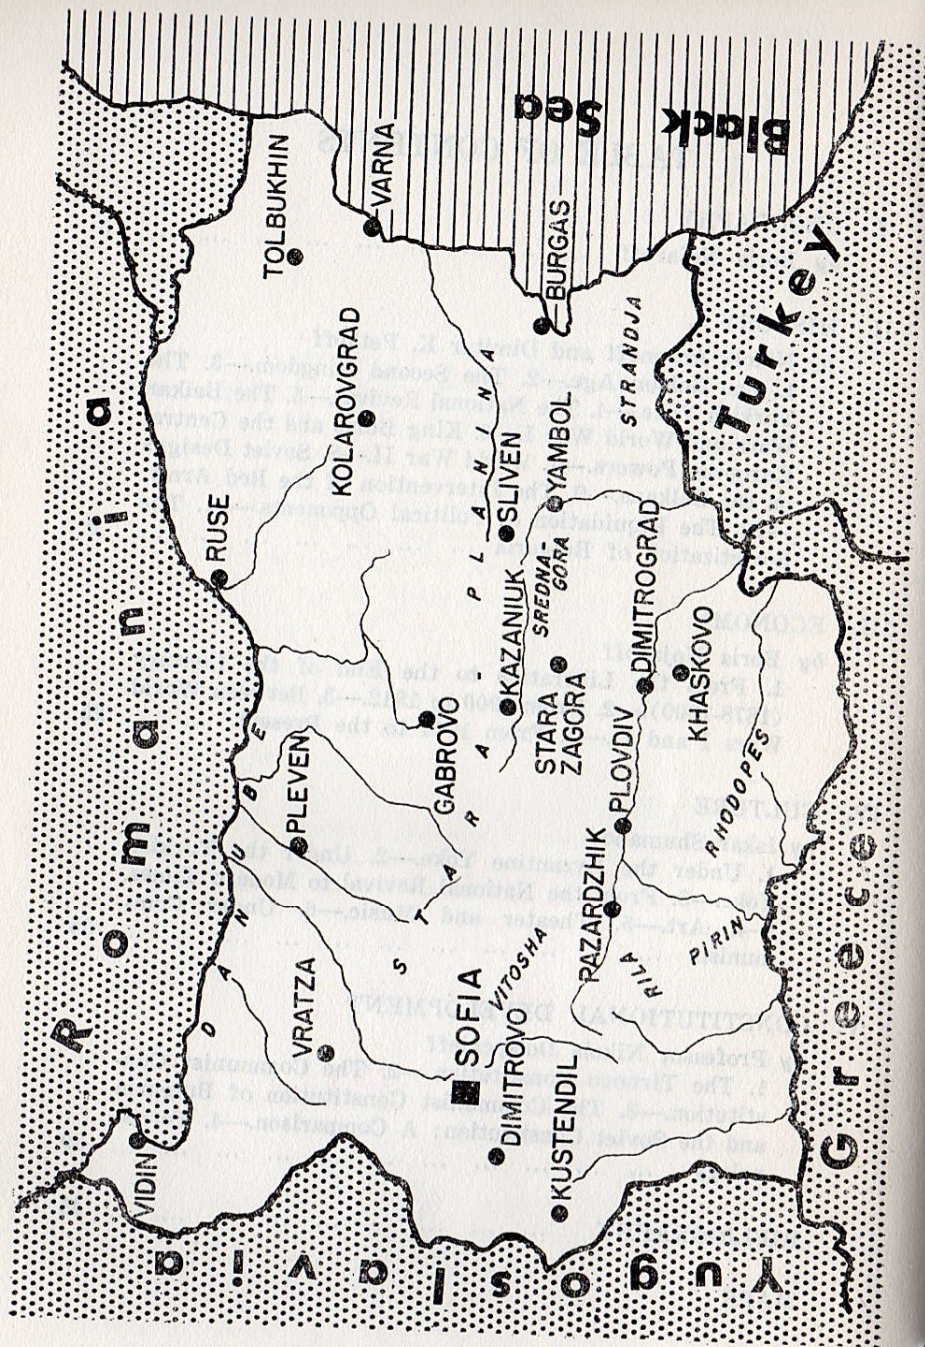 Romania
Yugoslavia
Greece
Turkey
Black
Sea
DANUBE
STARA PLANINA
VIDIN
VRATZA
PLEVEN
RUSE
TOLBUKHIN
VARNA
KOLAROVGRAD
GABROVO
SOFIA
VITOSHA
DIMITROVO
KUSTENDIL
KAZANIUK
SLIVEN
SREDNA
GORA
YAMBOL
BURGAS
STRANDJA
STARA
ZAGORA
PAZARDZHIK
PLOVDIV
DIMITROGRAD
KHASKOVO
RILA
PIRIN
PHODOPES